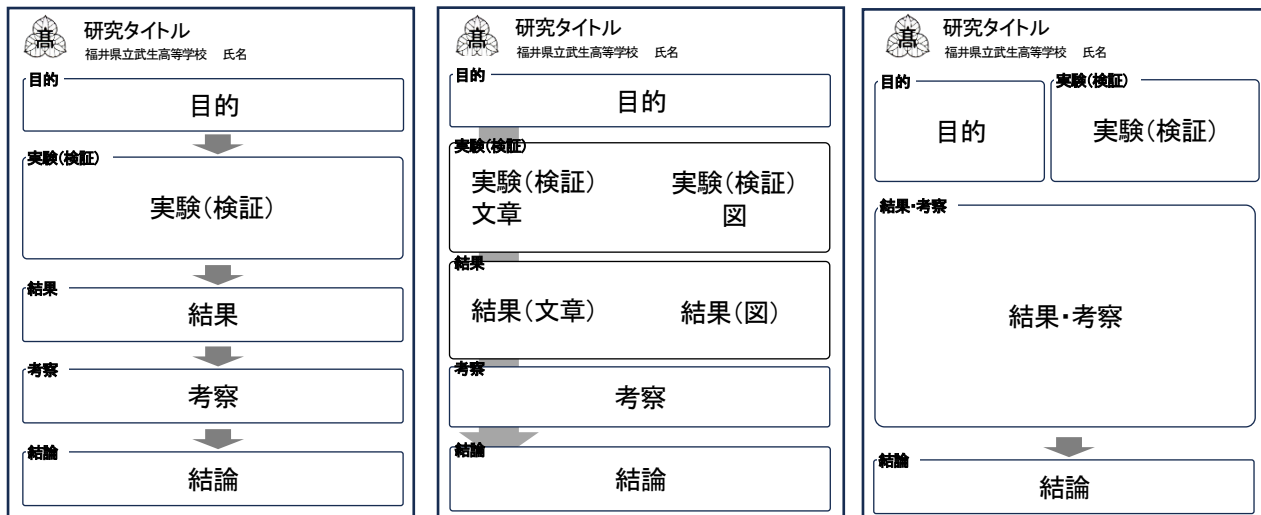 高
研究タイトル
福井県立武生高等学校 氏名
目的
目的
実験(検証)
実験(検証)
結果
結果
考察
考察
結論
結論
高
研究タイトル
福井県立武生高等学校 氏名
目的
目的
実験(検証)
実験(検証) 実験(検証)
文章 図
結果
結果(文章) 結果(図)
考察
考察
結論
結論
高
研究タイトル
福井県立武生高等学校 氏名
目的 実験(検証)
目的 実験(検証)
結果・考察
結果・考察
結論
結論